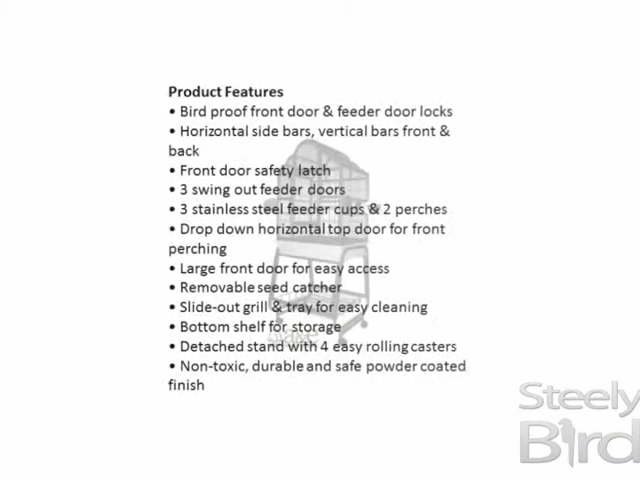 Product Features
• Bird proof front door & feeder door locks
• Horizontal side bars, vertical bars front &
back
• Front door safety latch
• 3 swing out feeder doors
• 3 stainless steel feeder cups & 2 perches
• Drop down horizontal top door for front
perching
• Large front door for easy access
• Removable seed catcher
• Slide-out grill & tray for easy cleaning
• Bottom shelf for storage
• Detached stand with 4 easy rolling casters
• Non-toxic, durable and safe powder coated
finish
Steely
Bird